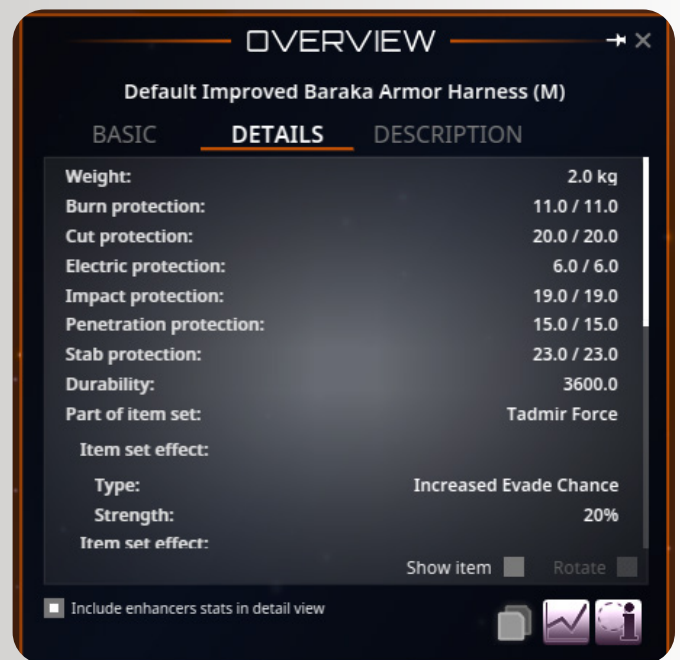 OVERVIEW
Default Improved Baraka Armor Harness (M)
BASIC DETAILS DESCRIPTION
Weight: 2.0 kg
Burn protection: 11.0 / 11.0
Cut protection: 20.0 / 20.0
Electric protection: 6.0 / 6.0
Impact protection: 19.0 / 19.0
Penetration protection: 15.0 / 15.0
Stab protection: 23.0 / 23.0
Durability: 3600.0
Part of item set: Tadmir Force
Item set effect:
Type: Increased Evade Chance
Strength: 20%
Item set effect:
Show item Rotate
Include enhancers stats in detail view